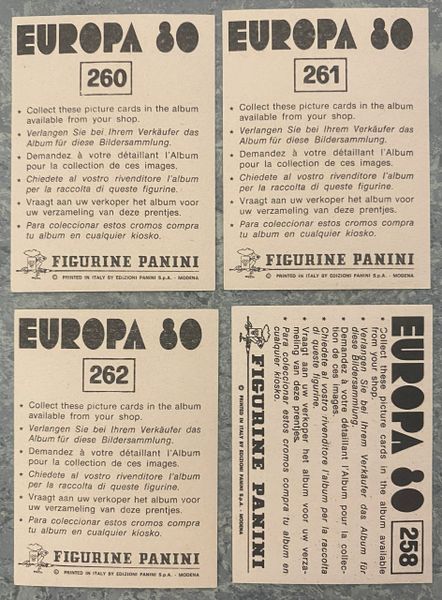 EUROPA 80
260
• Collect these picture cards in the album
available from your shop.
• Verlangen Sie bei Ihrem Verkäufer das
Album für diese Bildersammlung.
• Demandez à votre détaillant l'Album
pour la collection de ces images.
• Chiedete al vostro rivenditore l'album
per la raccolta di queste figurine.
• Vraagt aan uw verkoper het album voor
uw verzameling van deze prentjes.
• Para coleccionar estos cromos compra
tu album en cualquier kiosko.
FIGURINE PANINI
© PRINTED IN ITALY BY EDIZIONI PANINI S.p.A. - MODENA
EUROPA 80
261
• Collect these picture cards in the album
available from your shop.
• Verlangen Sie bei Ihrem Verkäufer das
Album für diese Bildersammlung.
• Demandez à votre détaillant l'Album
pour la collection de ces images.
• Chiedete al vostro rivenditore l'album
per la raccolta di queste figurine.
• Vraagt aan uw verkoper het album voor
uw verzameling van deze prentjes.
• Para coleccionar estos cromos compra
tu album en cualquier kiosko.
FIGURINE PANINI
© PRINTED IN ITALY BY EDIZIONI PANINI S.p.A. - MODENA
EUROPA 80
262
• Collect these picture cards in the album
available from your shop.
• Verlangen Sie bei Ihrem Verkäufer das
Album für diese Bildersammlung.
• Demandez à votre détaillant l'Album
pour la collection de ces images.
• Chiedete al vostro rivenditore l'album
per la raccolta di queste figurine.
• Vraagt aan uw verkoper het album voor
uw verzameling van deze prentjes.
• Para coleccionar estos cromos compra
tu album en cualquier kiosko.
FIGURINE PANINI
© PRINTED IN ITALY BY EDIZIONI PANINI S.p.A. - MODENA
EUROPA 80 258
• Collect these picture cards in the album available
from your shop.
• Verlangen Sie bei Ihrem Verkäufer das Album für
diese Bildersammlung.
• Demandez à votre détaillant l'Album pour la collec-
tion de ces images.
• Chiedete al vostro rivenditore l'album per la raccolta
di queste figurine.
• Vraagt aan uw verkoper het album voor uw verza-
meling van deze prentjes.
• Para coleccionar estos cromos compra tu album en
cualquier kiosko.
FIGURINE PANINI
© PRINTED IN ITALY BY EDIZIONI PANINI S.p.A. - MODENA